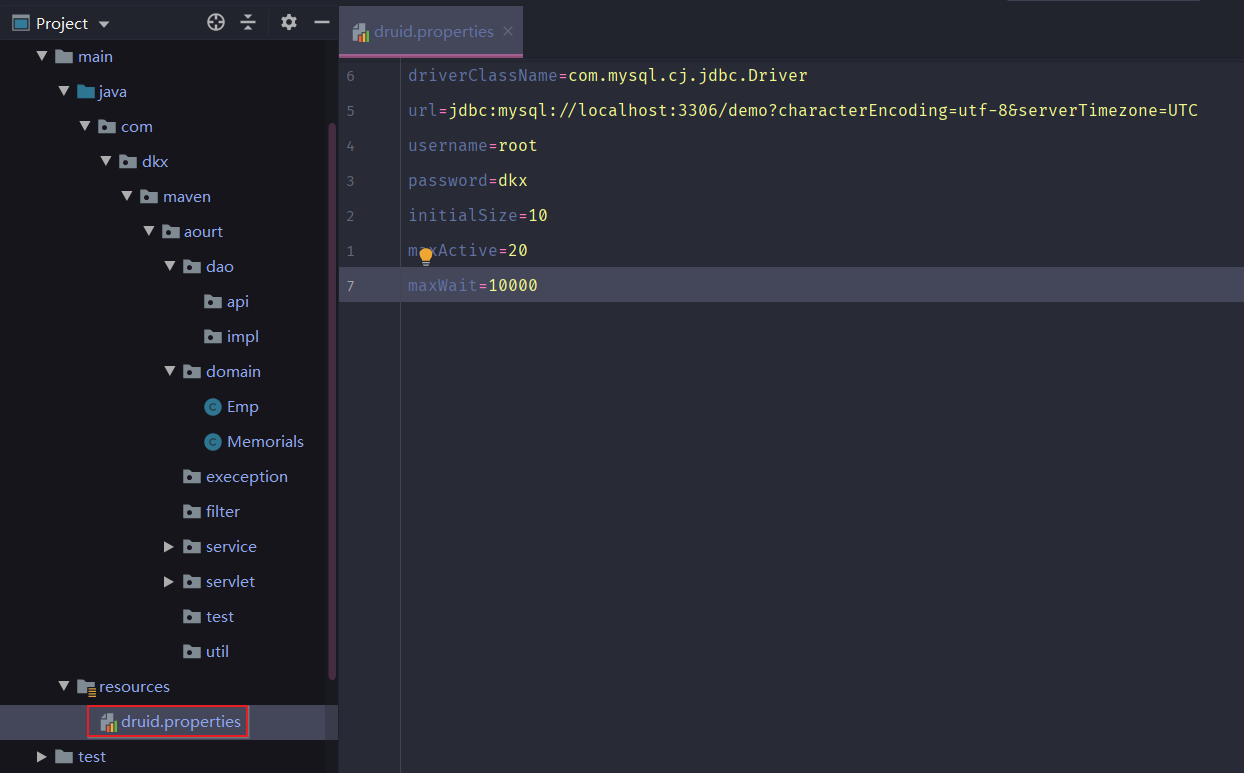 Project
main
java
com
dkx
maven
aourt
dao
api
impl
domain
Emp
Memorials
exeception
filter
service
servlet
test
util
resources
druid.properties
test
druid.properties
6 driverClassName=com.mysql.cj.jdbc.Driver
5 url=jdbc:mysql://localhost:3306/demo?characterEncoding=utf-8&serverTimezone=UTC
4 username=root
3 password=dkx
2 initialSize=10
1 maxActive=20
7 maxWait=10000